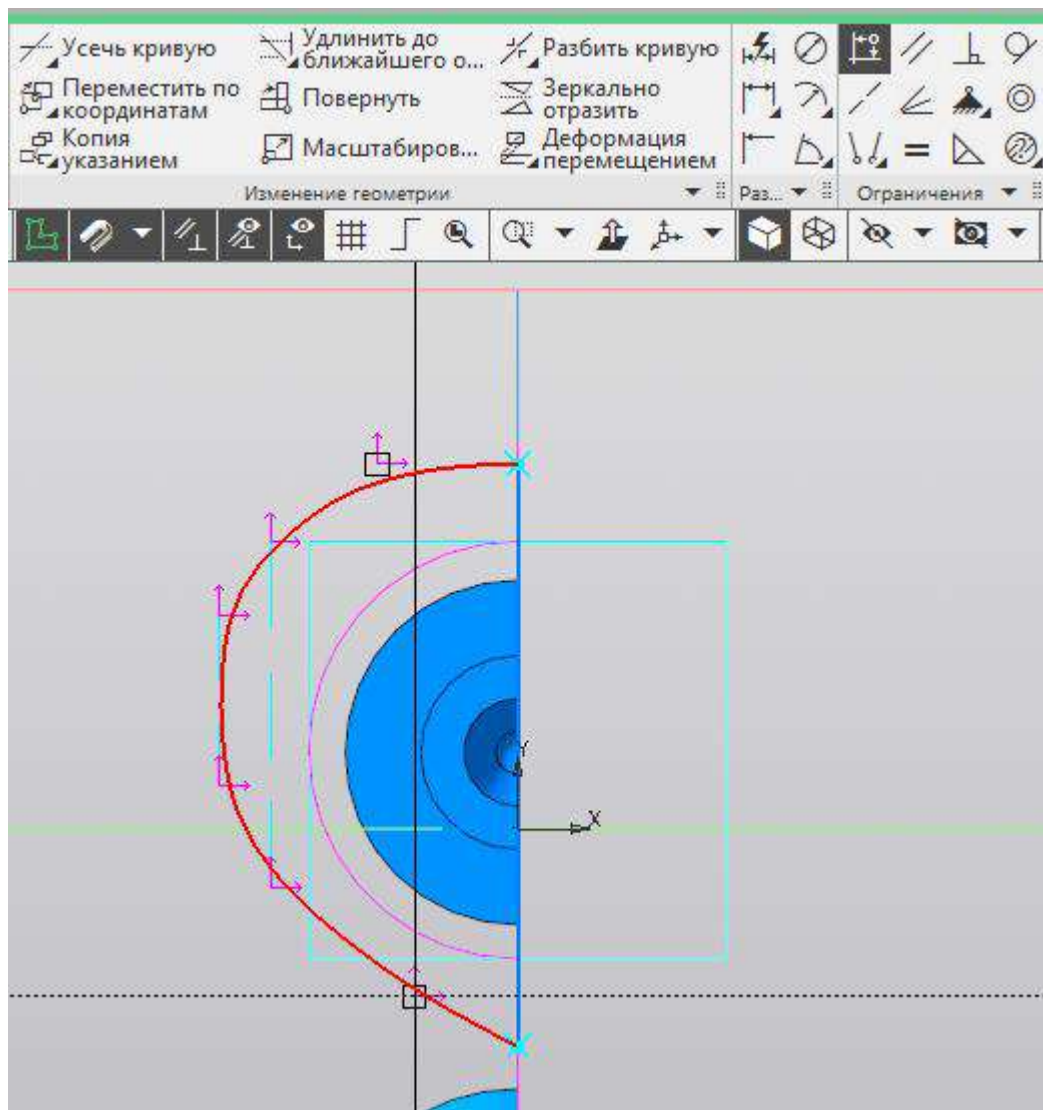 Усечь кривую
Удлинить до
ближайшего о...
Разбить кривую
Переместить по
координатам
Повернуть
Зеркально
отразить
Копия
указанием
Масштабиров...
Деформация
перемещением
Изменение геометрии
Раз...
Ограничения
Y
X